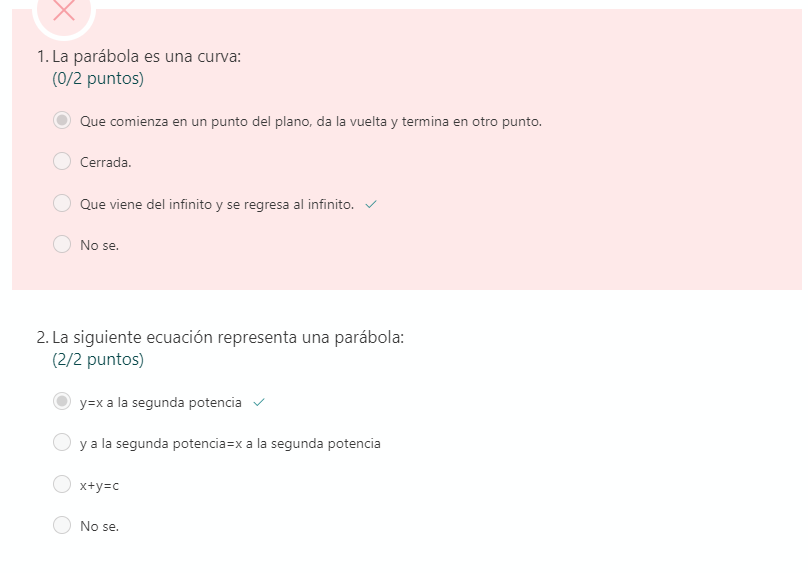 1. La parábola es una curva:
(0/2 puntos)
Que comienza en un punto del plano, da la vuelta y termina en otro punto.
Cerrada.
Que viene del infinito y se regresa al infinito.
No se.
2. La siguiente ecuación representa una parábola:
(2/2 puntos)
y=x a la segunda potencia
y a la segunda potencia=x a la segunda potencia
x+y=c
No se.